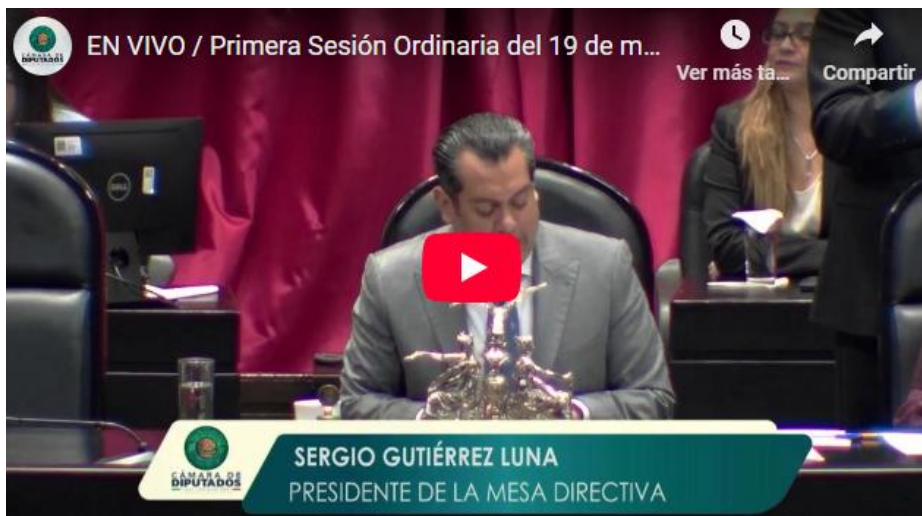 EN VIVO / Primera Sesión Ordinaria del 19 de m...
Ver más ta...
Compartir
CÁMARA DE
DIPUTADOS
DELL
SERGIO GUTIÉRREZ LUNA
PRESIDENTE DE LA MESA DIRECTIVA
CÁMARA DE
DIPUTADOS